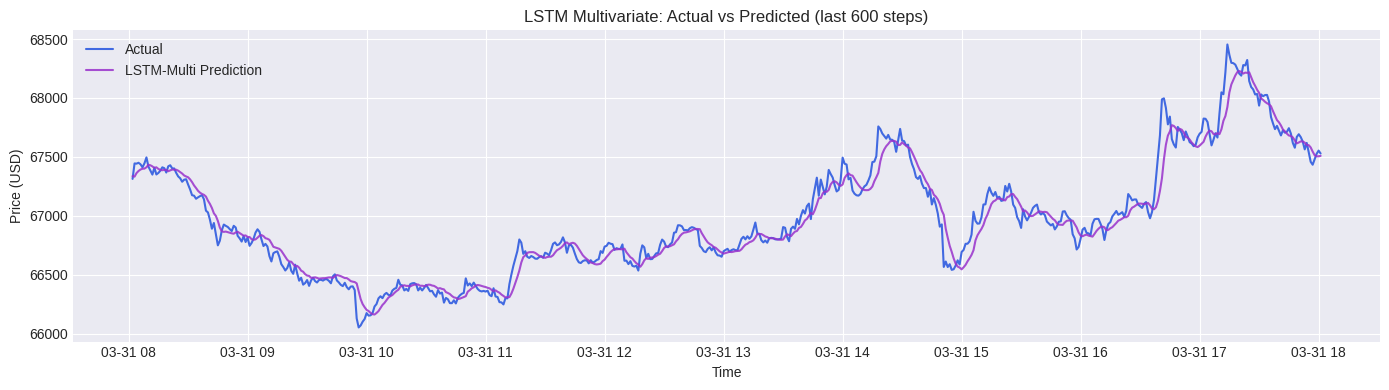 LSTM Multivariate: Actual vs Predicted (last 600 steps)
Actual
LSTM-Multi Prediction
Price (USD)
68500
68000
67500
67000
66500
66000
03-31 08 03-31 09 03-31 10 03-31 11 03-31 12 03-31 13 03-31 14 03-31 15 03-31 16 03-31 17 03-31 18
Time